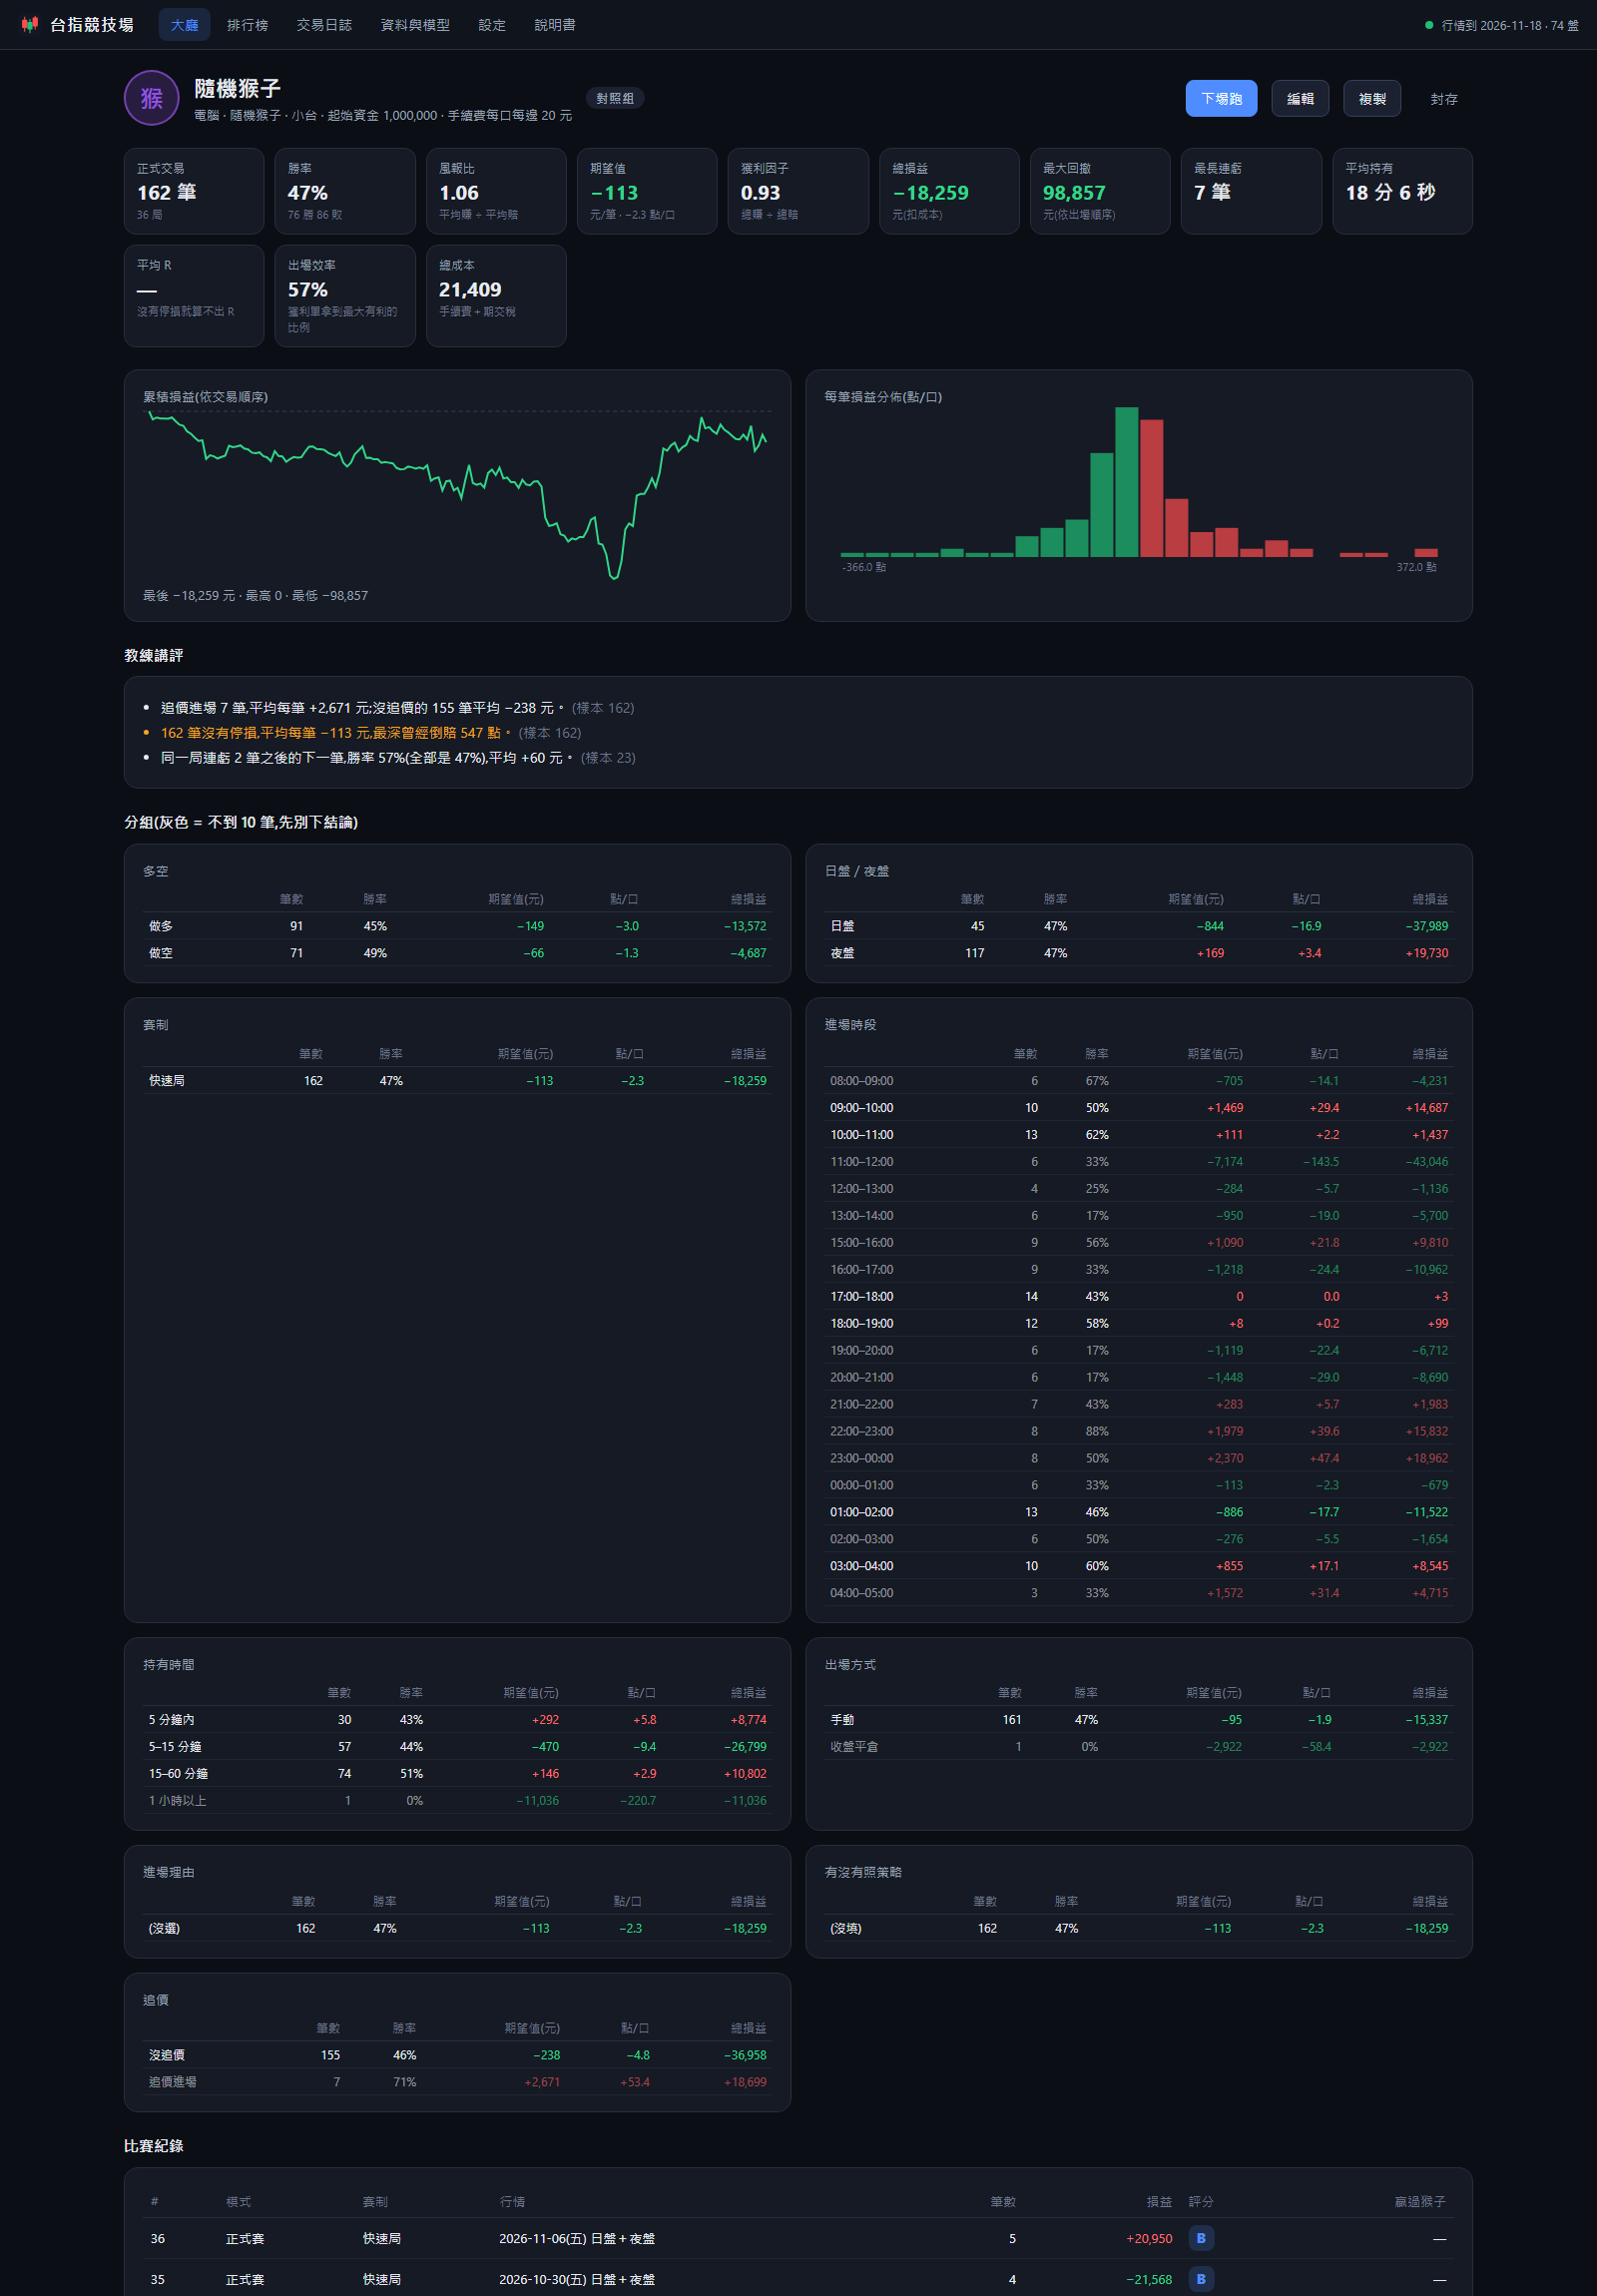 台指競技場 大廳 排行榜 交易日誌 資料與模型 設定 說明書 行情到 2026-11-18 · 74 盤
猴 隨機猴子 對照組
電腦 · 隨機猴子 · 小台 · 起始資金 1,000,000 · 手續費每口每邊 20 元
下場跑 編輯 複製 封存
正式交易 勝率 風報比 期望值 獲利因子 總損益 最大回撤 最長連虧 平均持有
162 筆 47% 1.06 −113 0.93 −18,259 98,857 7 筆 18 分 6 秒
36 局 76 勝 86 敗 平均賺 ÷ 平均賠 元/筆 · −2.3 點/口 總賺 ÷ 總賠 元(扣成本) 元(依出場順序)
平均 R 出場效率 總成本
— 57% 21,409
沒有停損就算不出 R 獲利單拿到最大有利的比例 手續費 + 期交稅
累積損益(依交易順序)
最後 −18,259 元 · 最高 0 · 最低 −98,857
每筆損益分佈(點/口)
-366.0 點 372.0 點
教練講評
追價進場 7 筆,平均每筆 +2,671 元;沒追價的 155 筆平均 −238 元。 (樣本 162)
162 筆沒有停損,平均每筆 −113 元,最深曾經倒賠 547 點。 (樣本 162)
同一局連虧 2 筆之後的下一筆,勝率 57%(全部是 47%),平均 +60 元。 (樣本 23)
分組(灰色 = 不到 10 筆,先別下結論)
多空
筆數 勝率 期望值(元) 點/口 總損益
做多 91 45% −149 −3.0 −13,572
做空 71 49% −66 −1.3 −4,687
日盤 / 夜盤
筆數 勝率 期望值(元) 點/口 總損益
日盤 45 47% −844 −16.9 −37,989
夜盤 117 47% +169 +3.4 +19,730
賽制
筆數 勝率 期望值(元) 點/口 總損益
快速局 162 47% −113 −2.3 −18,259
進場時段
筆數 勝率 期望值(元) 點/口 總損益
08:00–09:00 6 67% −705 −14.1 −4,231
09:00–10:00 10 50% +1,469 +29.4 +14,687
10:00–11:00 13 62% +111 +2.2 +1,437
11:00–12:00 6 33% −7,174 −143.5 −43,046
12:00–13:00 4 25% −284 −5.7 −1,136
13:00–14:00 6 17% −950 −19.0 −5,700
15:00–16:00 9 56% +1,090 +21.8 +9,810
16:00–17:00 9 33% −1,218 −24.4 −10,962
17:00–18:00 14 43% 0 0.0 +3
18:00–19:00 12 58% +8 +0.2 +99
19:00–20:00 6 17% −1,119 −22.4 −6,712
20:00–21:00 6 17% −1,448 −29.0 −8,690
21:00–22:00 7 43% +283 +5.7 +1,983
22:00–23:00 8 88% +1,979 +39.6 +15,832
23:00–00:00 8 50% +2,370 +47.4 +18,962
00:00–01:00 6 33% −113 −2.3 −679
01:00–02:00 13 46% −886 −17.7 −11,522
02:00–03:00 6 50% −276 −5.5 −1,654
03:00–04:00 10 60% +855 +17.1 +8,545
04:00–05:00 3 33% +1,572 +31.4 +4,715
持有時間
筆數 勝率 期望值(元) 點/口 總損益
5 分鐘內 30 43% +292 +5.8 +8,774
5–15 分鐘 57 44% −470 −9.4 −26,799
15–60 分鐘 74 51% +146 +2.9 +10,802
1 小時以上 1 0% −11,036 −220.7 −11,036
出場方式
筆數 勝率 期望值(元) 點/口 總損益
手動 161 47% −95 −1.9 −15,337
收盤平倉 1 0% −2,922 −58.4 −2,922
進場理由
筆數 勝率 期望值(元) 點/口 總損益
(沒選) 162 47% −113 −2.3 −18,259
有沒有照策略
筆數 勝率 期望值(元) 點/口 總損益
(沒填) 162 47% −113 −2.3 −18,259
追價
筆數 勝率 期望值(元) 點/口 總損益
沒追價 155 46% −238 −4.8 −36,958
追價進場 7 71% +2,671 +53.4 +18,699
比賽紀錄
# 模式 賽制 行情 筆數 損益 評分 贏過猴子
36 正式賽 快速局 2026-11-06(五) 日盤 + 夜盤 5 +20,950 B —
35 正式賽 快速局 2026-10-30(五) 日盤 + 夜盤 4 −21,568 B —